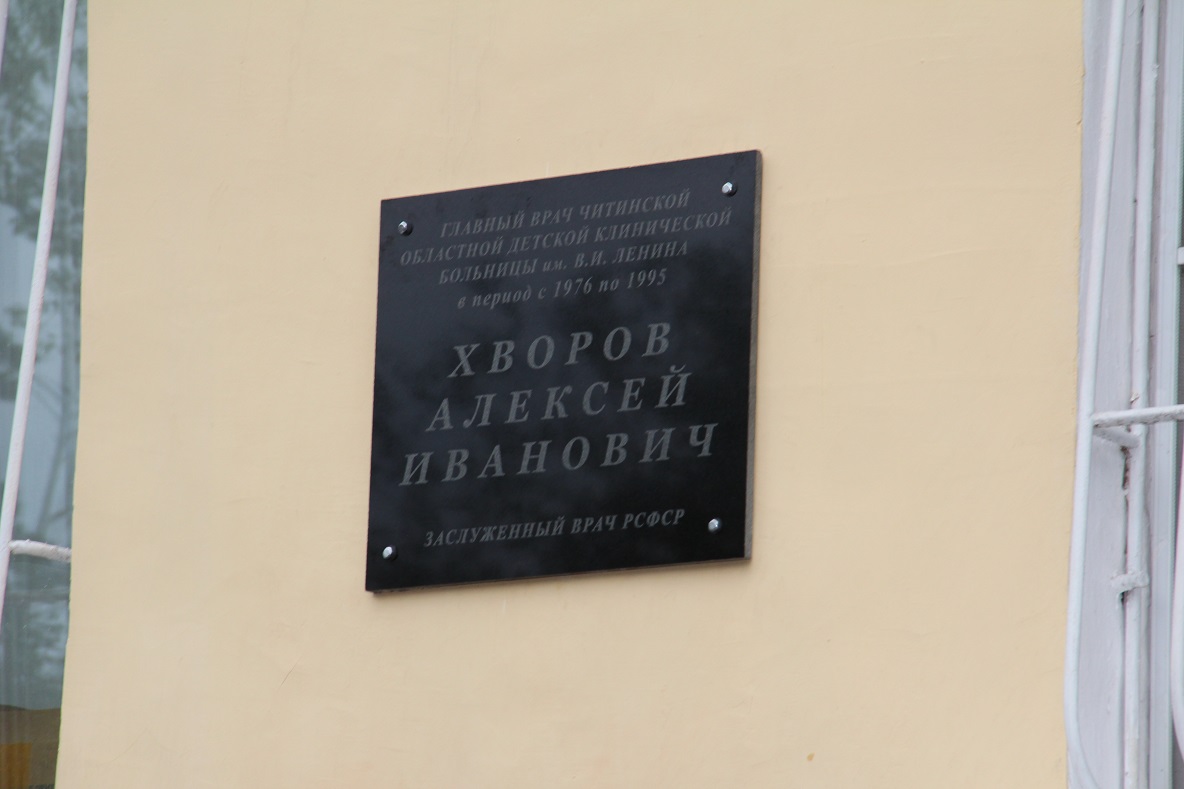 ГЛАВНЫЙ ВРАЧ ЧИТИНСКОЙ
ОБЛАСТНОЙ ДЕТСКОЙ КЛИНИЧЕСКОЙ
БОЛЬНИЦЫ им. В.И. ЛЕНИНА
в период с 1976 по 1995
ХВОРОВ
АЛЕКСЕЙ
ИВАНОВИЧ
ЗАСЛУЖЕННЫЙ ВРАЧ РСФСР